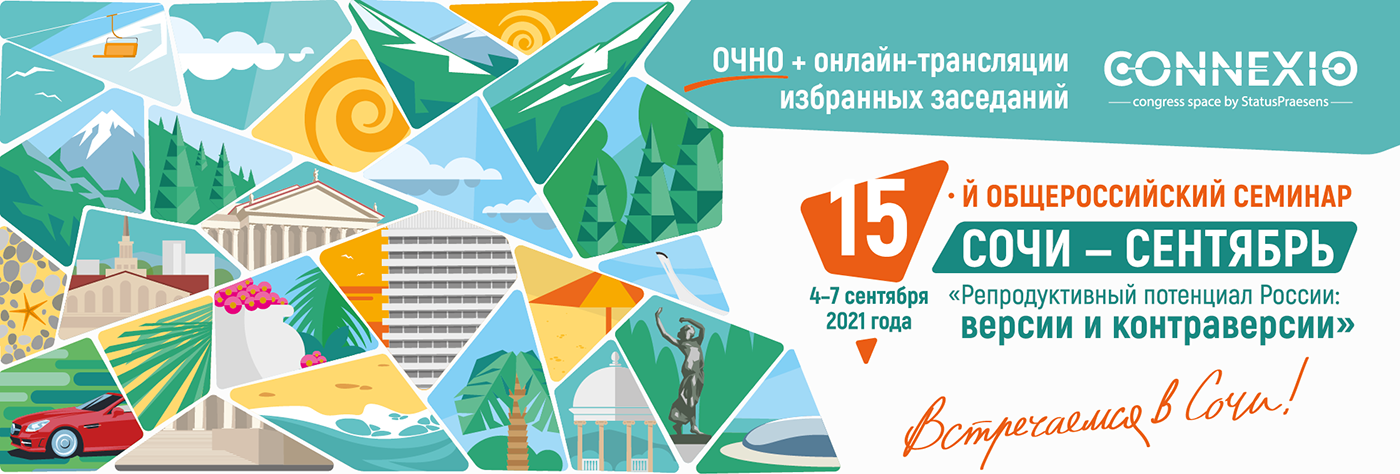 ОЧНО + онлайн-трансляции
избранных заседаний
CONNEXIO
congress space by StatusPraesens
15
• Й ОБЩЕРОССИЙСКИЙ СЕМИНАР
СОЧИ – СЕНТЯБРЬ
4–7 сентября
2021 года
«Репродуктивный потенциал России:
версии и контраверсии»
Встречаемся в Сочи!